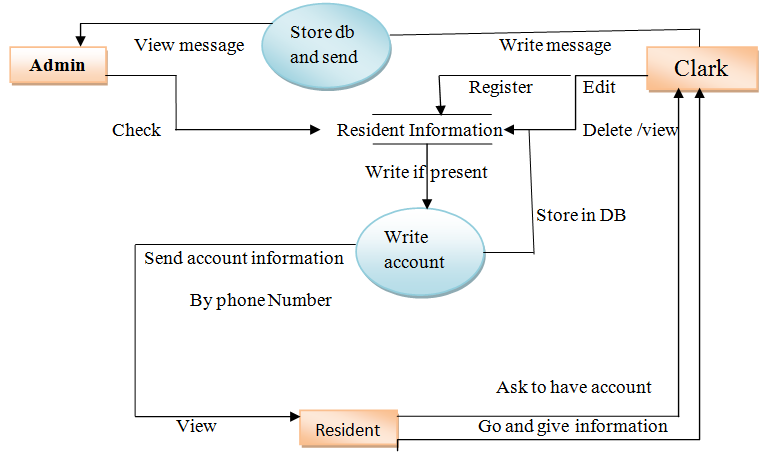 Store db
and send
View message
Write message
Admin
Clark
Register
Edit
Check
Resident Information
Delete /view
Write if present
Store in DB
Write
account
Send account information
By phone Number
Ask to have account
View
Resident
Go and give information